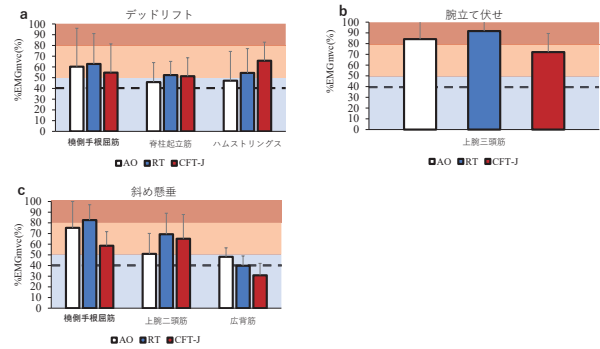 a
デッドリフト
%EMGmvc(%)
100
90
80
70
60
50
40
30
20
10
0
橈側手根屈筋
脊柱起立筋
ハムストリングス
AO RT CFT-J
b
腕立て伏せ
%EMGmvc(%)
100
90
80
70
60
50
40
30
20
10
0
上腕三頭筋
AO RT CFT-J
c
斜め懸垂
%EMGmvc(%)
100
90
80
70
60
50
40
30
20
10
0
橈側手根屈筋
上腕二頭筋
広背筋
AO RT CFT-J